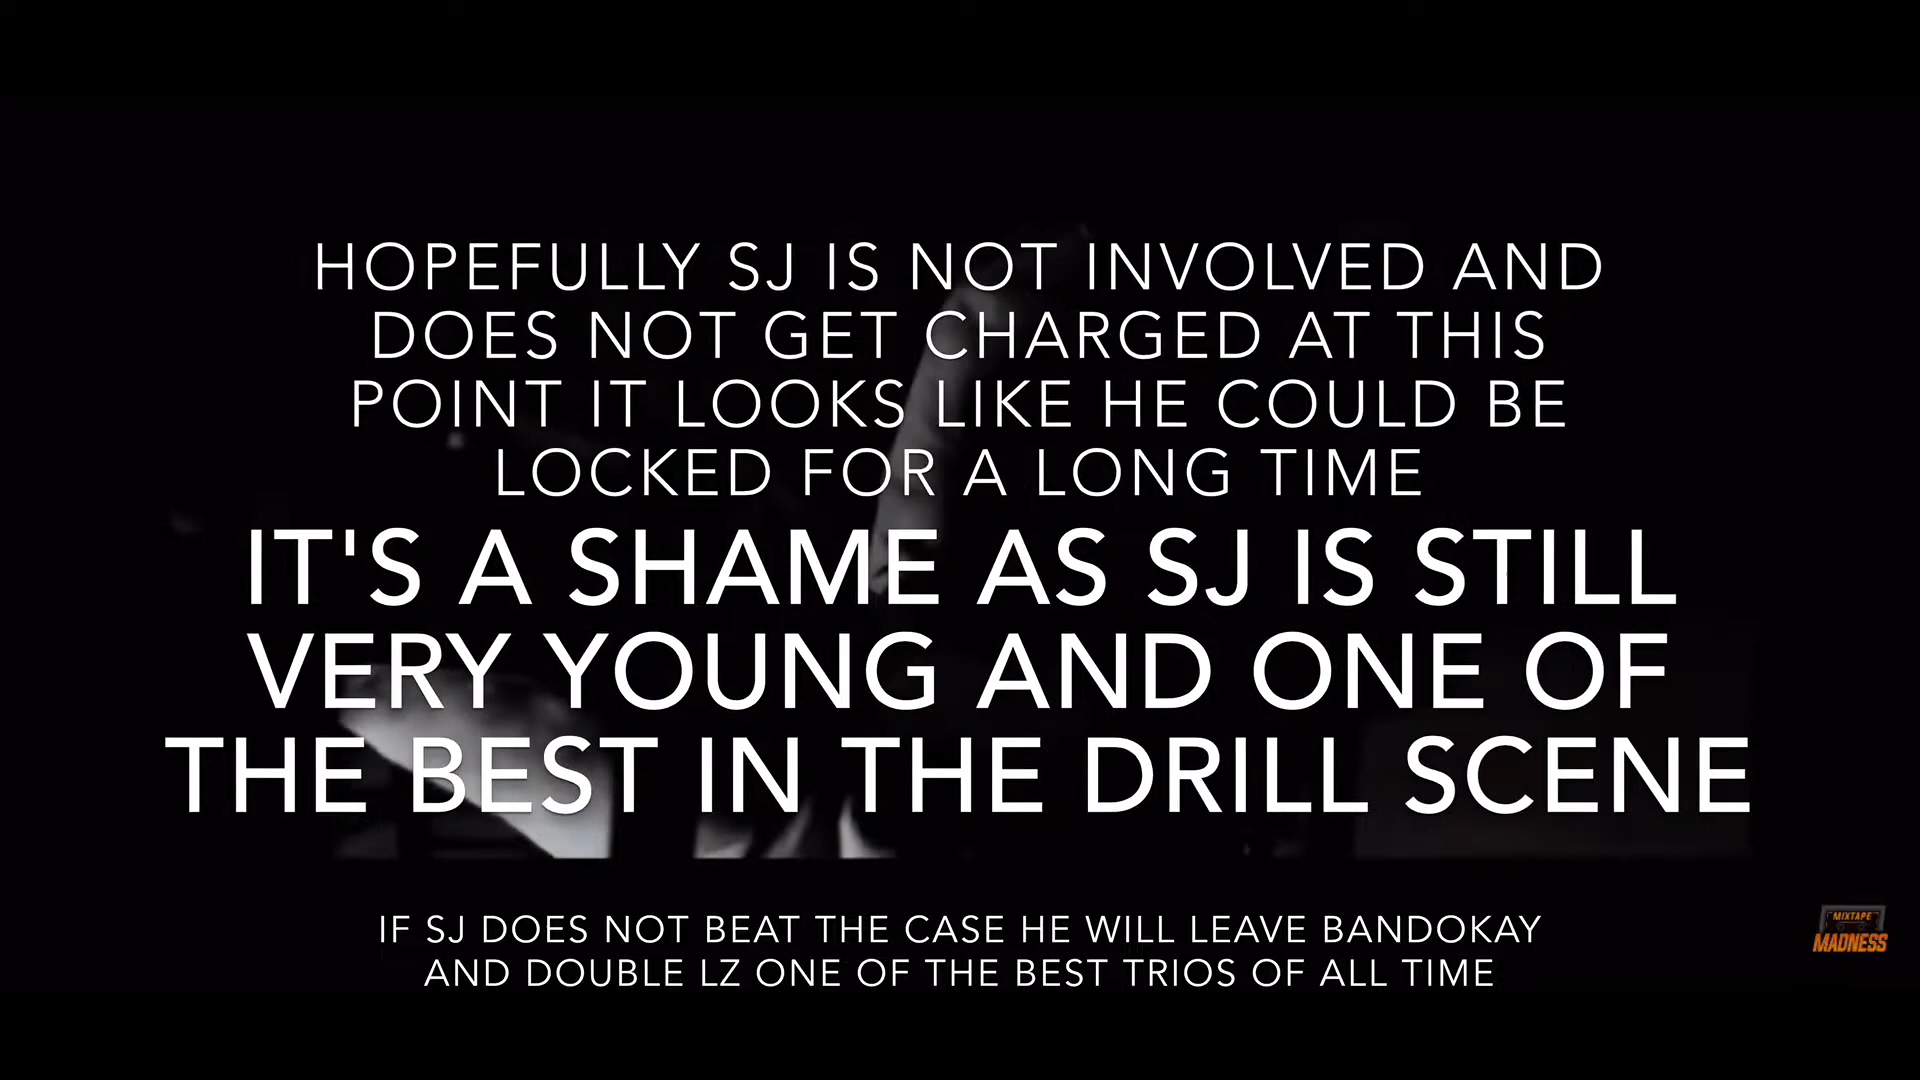 HOPEFULLY SJ IS NOT INVOLVED AND
DOES NOT GET CHARGED AT THIS
POINT IT LOOKS LIKE HE COULD BE
LOCKED FOR A LONG TIME
IT'S A SHAME AS SJ IS STILL
VERY YOUNG AND ONE OF
THE BEST IN THE DRILL SCENE
IF SJ DOES NOT BEAT THE CASE HE WILL LEAVE BANDOKAY
AND DOUBLE LZ ONE OF THE BEST TRIOS OF ALL TIME
MIXTAPE
MADNESS